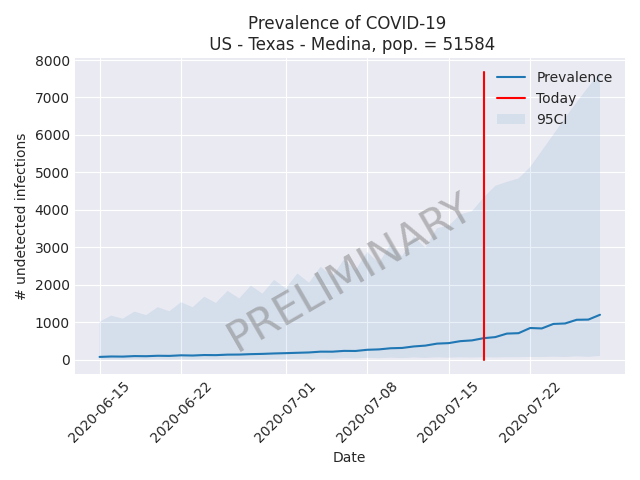 Prevalence of COVID-19
US - Texas - Medina, pop. = 51584
8000
7000
6000
5000
4000
3000
2000
1000
0
# undetected infections
Prevalence
Today
95CI
PRELIMINARY
2020-06-15
2020-06-22
2020-07-01
2020-07-08
2020-07-15
2020-07-22
Date